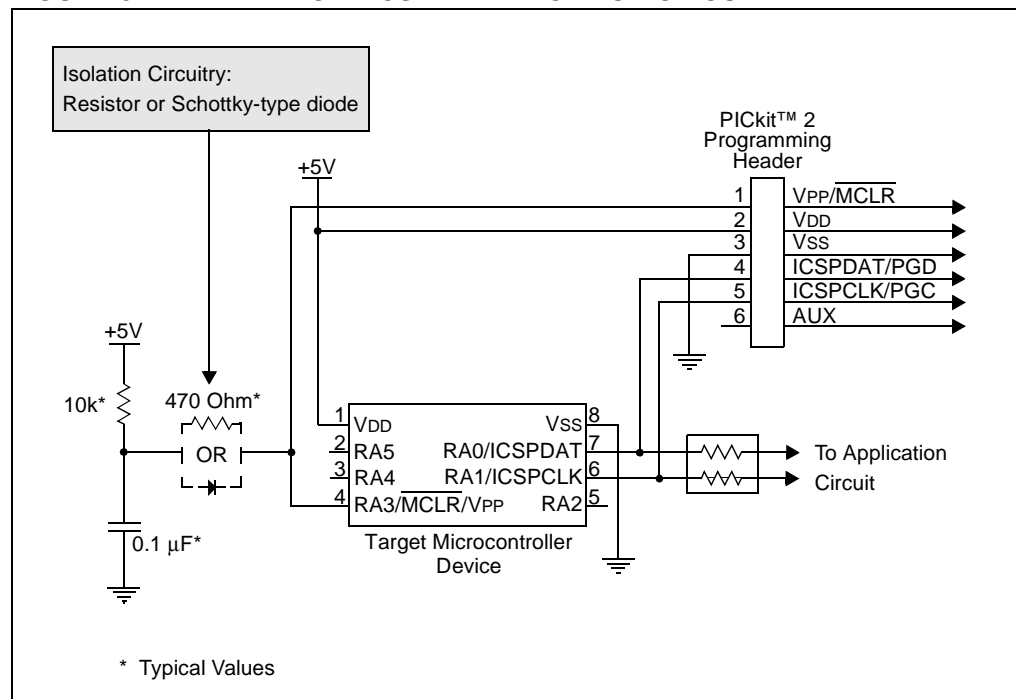 Isolation Circuitry:
Resistor or Schottky-type diode
PICkit™ 2
Programming
Header
+5V
1 VPP/MCLR
2 VDD
3 VSS
4 ICSPDAT/PGD
5 ICSPCLK/PGC
6 AUX
+5V
10k*
470 Ohm*
OR
0.1 µF*
1 VDD
2 RA5
3 RA4
4 RA3/MCLR/VPP
VSS 8
RA0/ICSPDAT 7
RA1/ICSPCLK 6
RA2 5
Target Microcontroller
Device
To Application
Circuit
* Typical Values